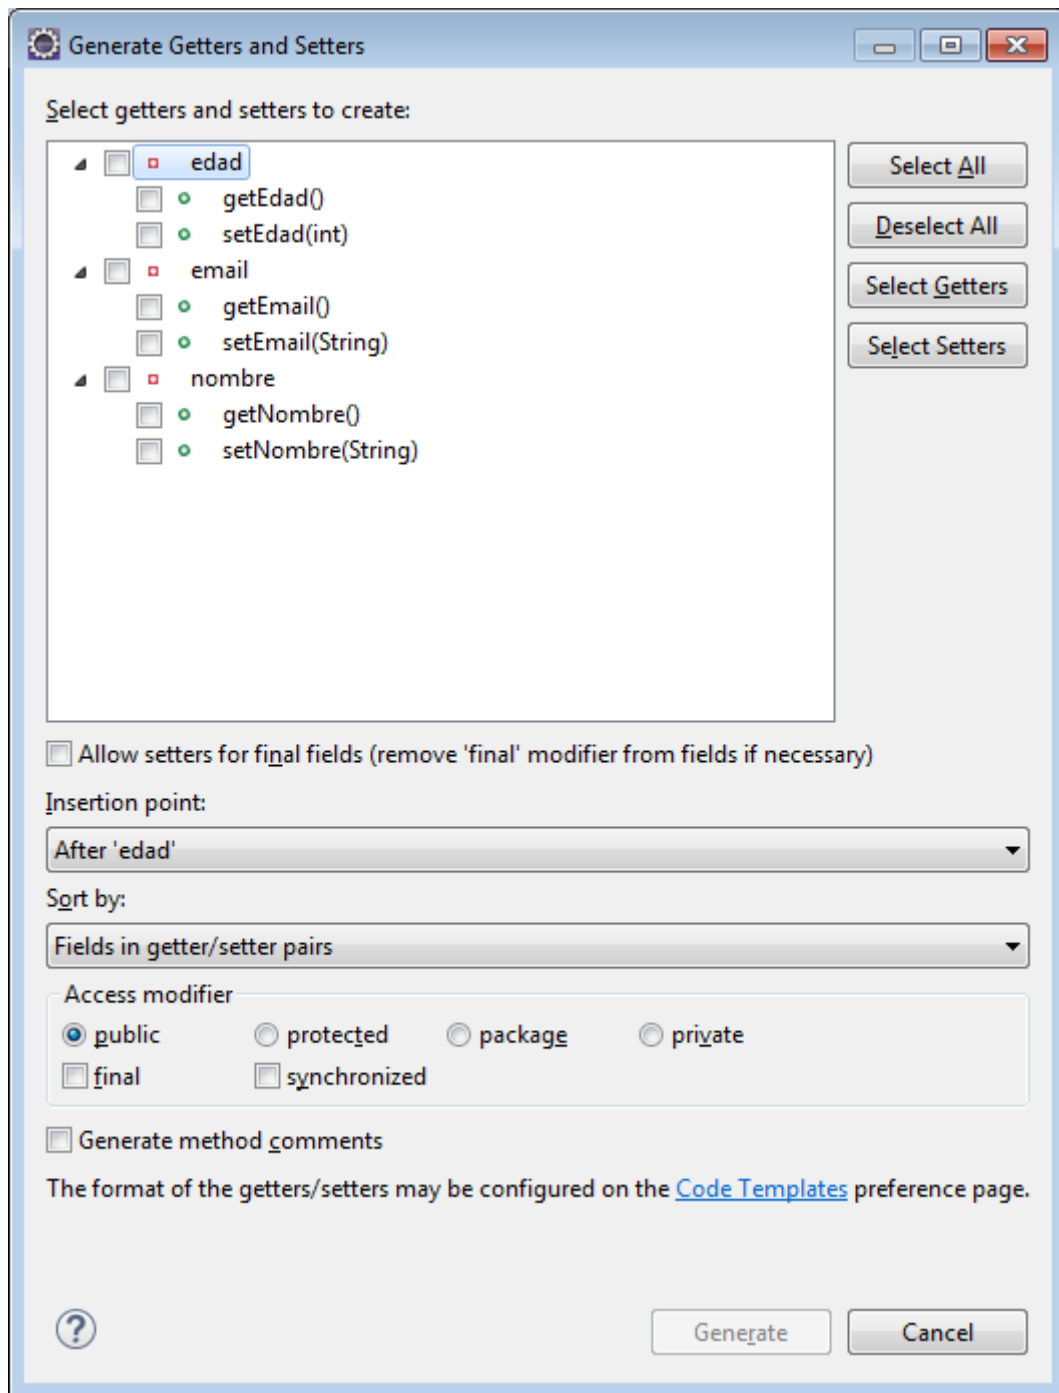 Generate Getters and Setters
Select getters and setters to create:
edad
getEdad()
setEdad(int)
email
getEmail()
setEmail(String)
nombre
getNombre()
setNombre(String)
Select All
Deselect All
Select Getters
Select Setters
Allow setters for final fields (remove 'final' modifier from fields if necessary)
Insertion point:
After 'edad'
Sort by:
Fields in getter/setter pairs
Access modifier
public protected package private
final synchronized
Generate method comments
The format of the getters/setters may be configured on the Code Templates preference page.
? Generate Cancel